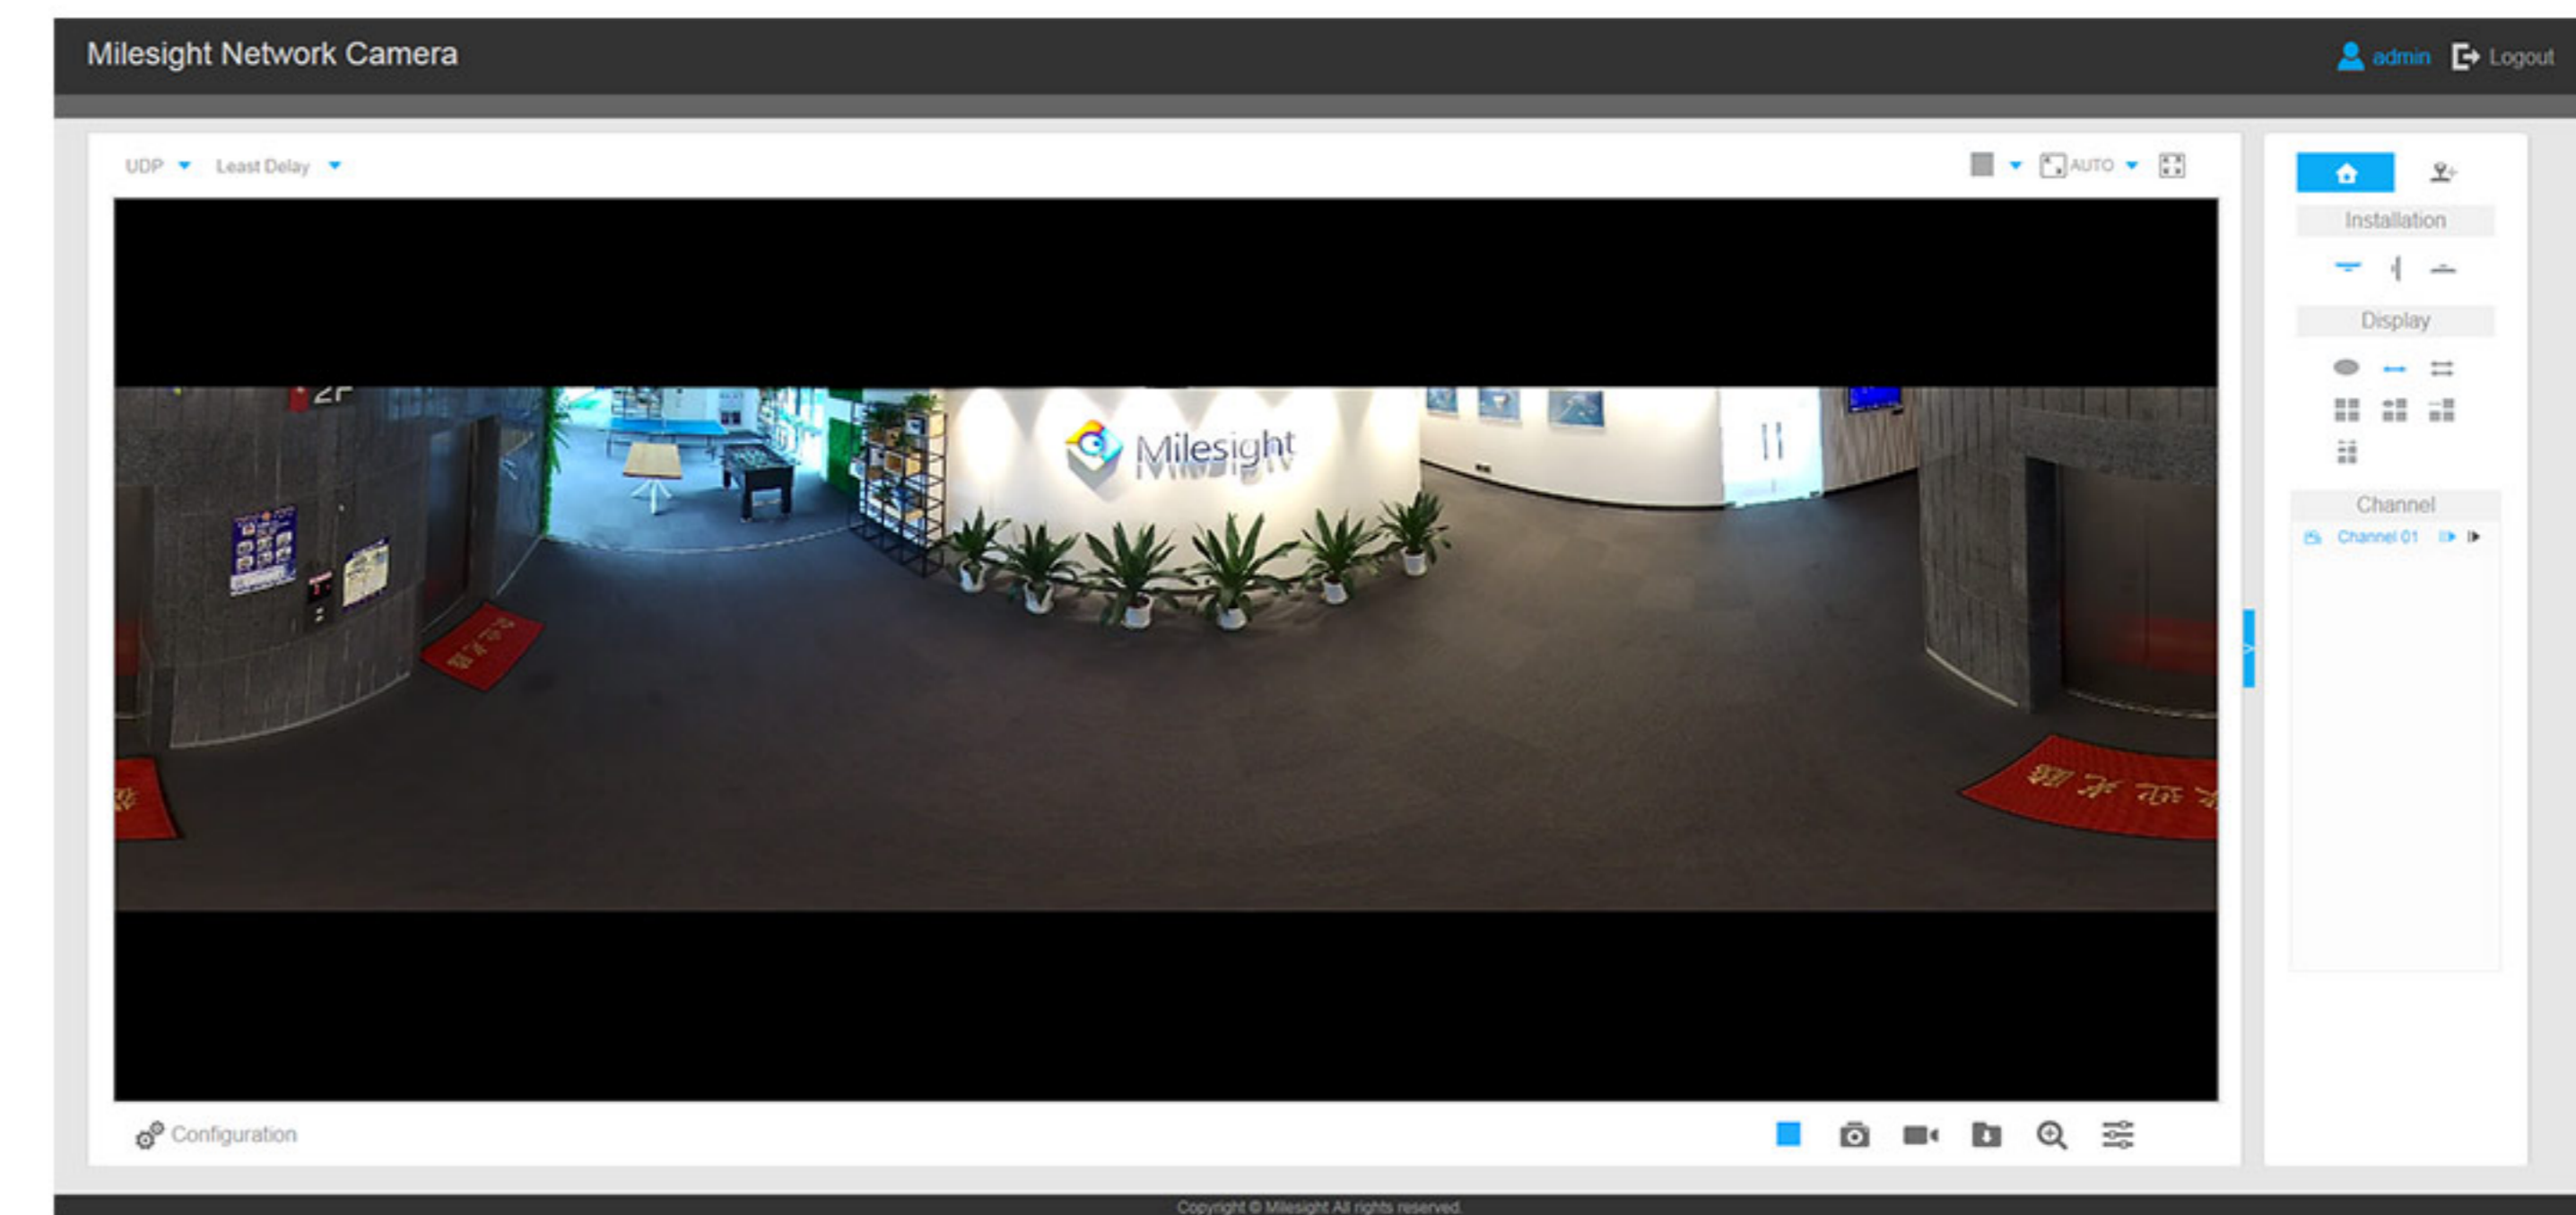 Milesight Network Camera
admin
Logout
UDP
Least Delay
AUTO
Installation
Display
Channel
Channel 01
2F
Milesight
Configuration
Copyright © Milesight All rights reserved.